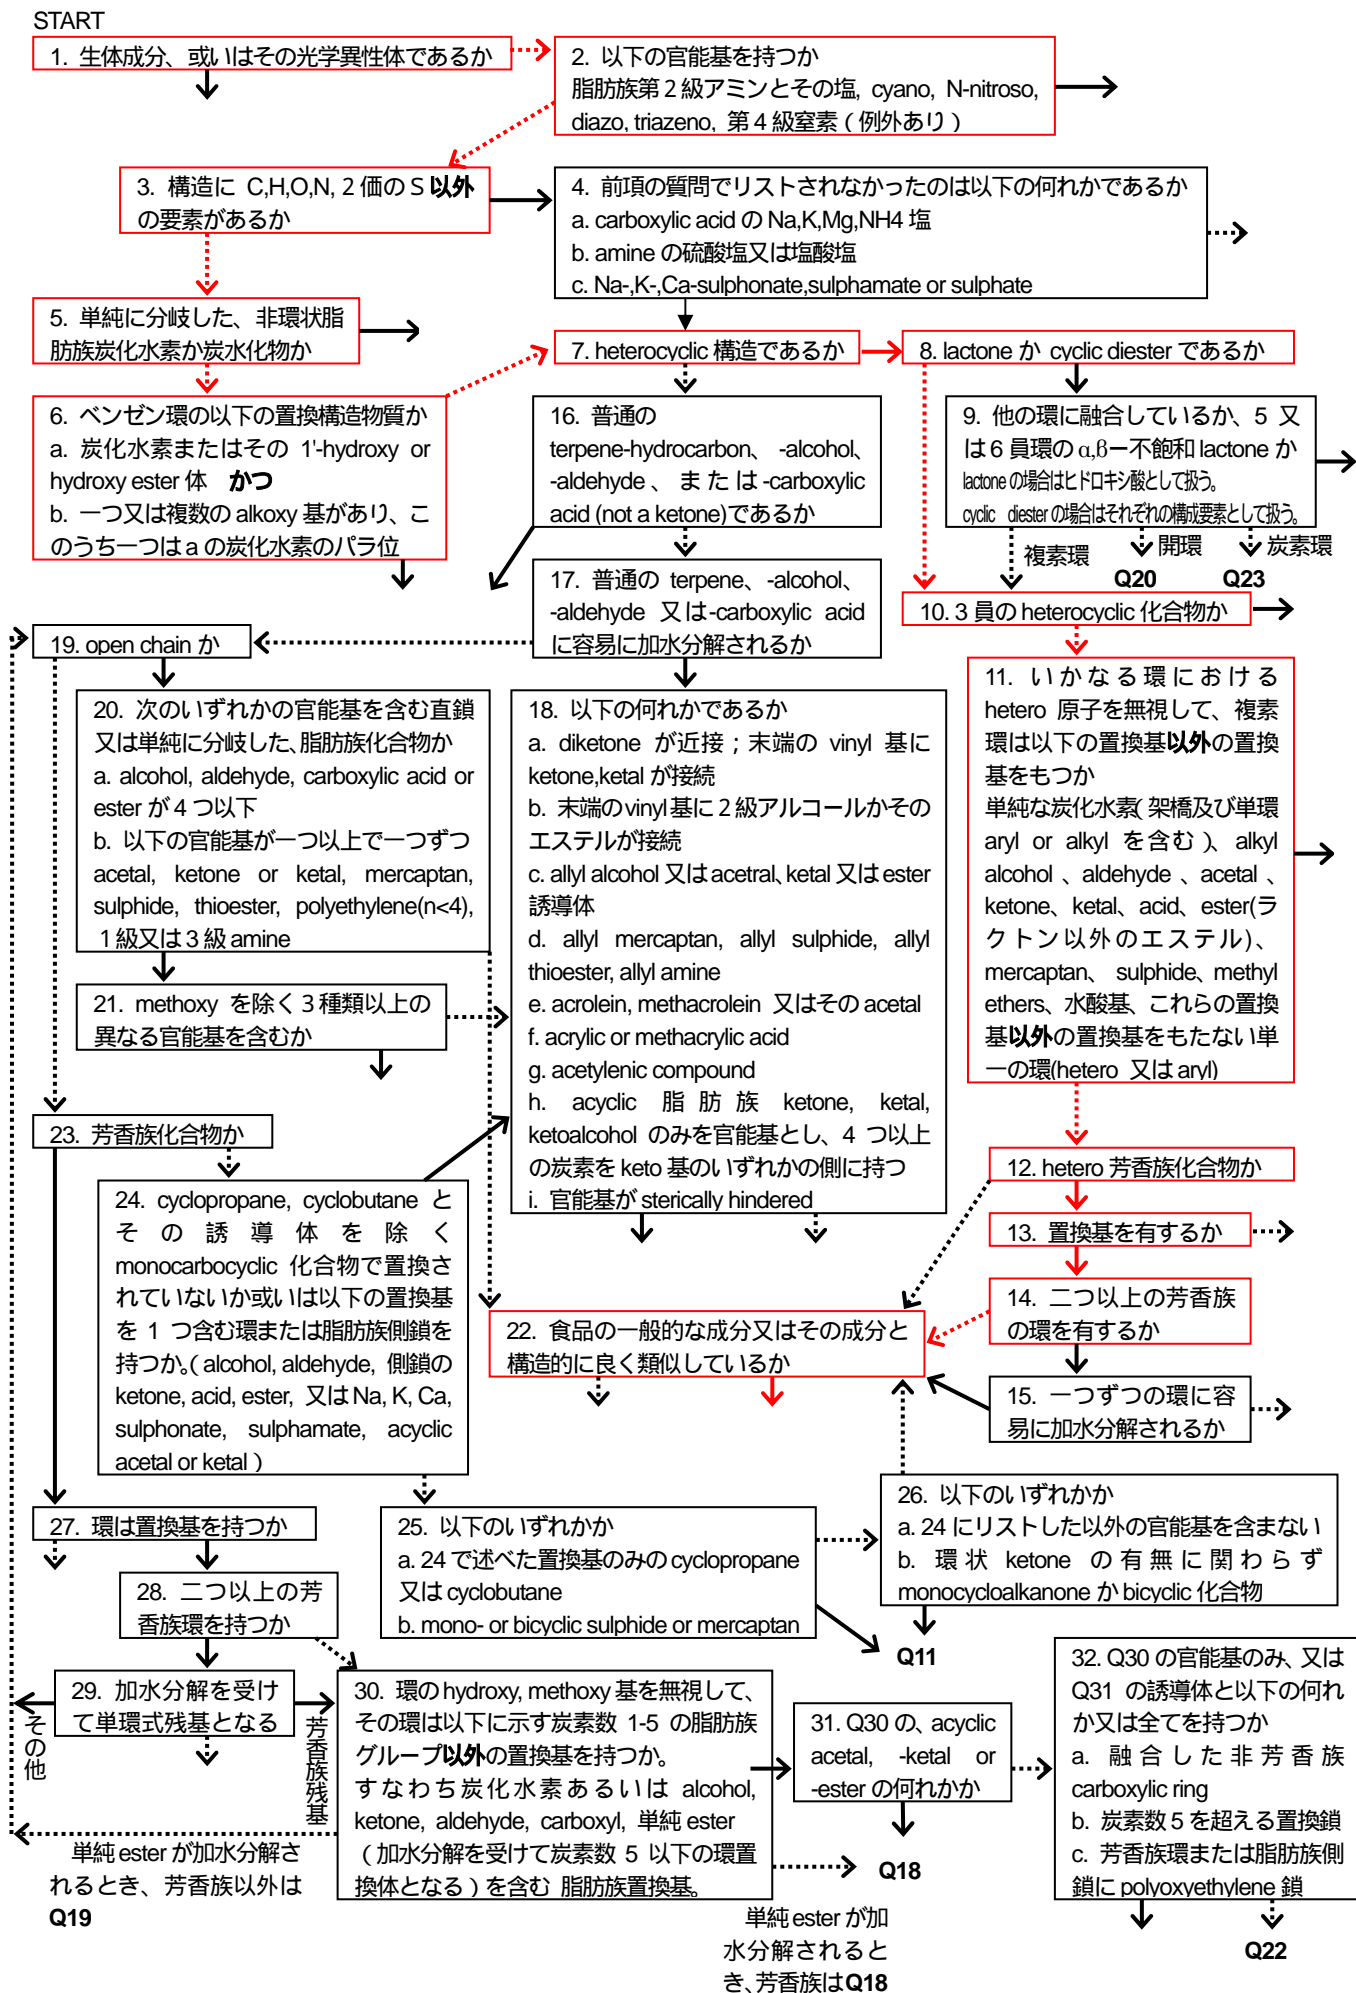 START
1. 生体成分、或いはその光学異性体であるか
2. 以下の官能基を持つか
脂肪族第2級アミンとその塩, cyano, N-nitroso,
diazo, triazeno, 第4級窒素（例外あり）
3. 構造に C,H,O,N, 2価のS以外
の要素があるか
4. 前項の質問でリストされなかったのは以下の何れかであるか
a. carboxylic acid の Na,K,Mg,NH4 塩
b. amine の硫酸塩又は塩酸塩
c. Na-,K-,Ca-sulphonate,sulphamate or sulphate
5. 単純に分岐した、非環状脂
肪族炭化水素か炭水化物か
6. ベンゼン環の以下の置換構造物質か
a. 炭化水素またはその 1'-hydroxy or
hydroxy ester 体 かつ
b. 一つ又は複数の alkoxy 基があり、こ
のうち一つは a の炭化水素のパラ位
7. heterocyclic 構造であるか
8. lactone か cyclic diester であるか
9. 他の環に融合しているか、5 又
は 6 員環の α,β－不飽和 lactone か
lactone の場合はヒドロキシ酸として扱う。
cyclic diester の場合はそれぞれの構成要素として扱う。
複素環
開環
炭素環
Q20
Q23
10. 3 員の heterocyclic 化合物か
16. 普通の
terpene-hydrocarbon、 -alcohol、
-aldehyde 、 または -carboxylic
acid (not a ketone)であるか
17. 普通の terpene、-alcohol、
-aldehyde 又は-carboxylic acid
に容易に加水分解されるか
19. open chain か
11. いかなる環における
hetero 原子を無視して、複素
環は以下の置換基以外の置換
基をもつか
単純な炭化水素(架橋及び単環
aryl or alkyl を含む)、alkyl
alcohol 、aldehyde 、acetal 、
ketone、ketal、acid、ester(ラ
クトン以外のエステル)、
mercaptan、 sulphide、methyl
ethers、水酸基、これらの置換
基以外の置換基をもたない単
一の環(hetero 又は aryl)
20. 次のいずれかの官能基を含む直鎖
又は単純に分岐した、脂肪族化合物か
a. alcohol, aldehyde, carboxylic acid or
ester が 4 つ以下
b. 以下の官能基が一つ以上で一つずつ
acetal, ketone or ketal, mercaptan,
sulphide, thioester, polyethylene(n<4),
1級又は3級 amine
18. 以下の何れかであるか
a. diketone が近接；末端の vinyl 基に
ketone,ketal が接続
b. 末端の vinyl 基に 2 級アルコールかその
エステルが接続
c. allyl alcohol 又は acetral, ketal 又は ester
誘導体
d. allyl mercaptan, allyl sulphide, allyl
thioester, allyl amine
e. acrolein, methacrolein 又はその acetal
f. acrylic or methacrylic acid
g. acetylenic compound
h. acyclic 脂肪族 ketone, ketal,
ketoalcohol のみを官能基とし、4 つ以上
の炭素を keto 基のいずれかの側に持つ
i. 官能基が sterically hindered
21. methoxy を除く 3 種類以上の
異なる官能基を含むか
23. 芳香族化合物か
12. hetero 芳香族化合物か
13. 置換基を有するか
14. 二つ以上の芳香族
の環を有するか
15. 一つずつの環に容
易に加水分解されるか
24. cyclopropane, cyclobutane と
その誘導体を除く
monocarbocyclic 化合物で置換さ
れていないか或いは以下の置換基
を 1 つ含む環または脂肪族側鎖を
持つか。( alcohol, aldehyde, 側鎖の
ketone, acid, ester, 又は Na, K, Ca,
sulphonate, sulphamate, acyclic
acetal or ketal )
22. 食品の一般的な成分又はその成分と
構造的に良く類似しているか
27. 環は置換基を持つか
25. 以下のいずれかか
a. 24 で述べた置換基のみの cyclopropane
又は cyclobutane
b. mono- or bicyclic sulphide or mercaptan
26. 以下のいずれかか
a. 24 にリストした以外の官能基を含まない
b. 環状 ketone の有無に関わらず
monocycloalkanone か bicyclic 化合物
Q11
28. 二つ以上の芳
香族環を持つか
29. 加水分解を受け
て単環式残基となる
その他
芳香族残基
30. 環の hydroxy, methoxy 基を無視して、
その環は以下に示す炭素数 1-5 の脂肪族
グループ以外の置換基を持つか。
すなわち炭化水素あるいは alcohol,
ketone, aldehyde, carboxyl, 単純 ester
（加水分解を受けて炭素数 5 以下の環置
換体となる）を含む 脂肪族置換基。
31. Q30 の、acyclic
acetal, -ketal or
-ester の何れかか
32. Q30 の官能基のみ、又は
Q31 の誘導体と以下の何れ
か又は全てを持つか
a. 融合した非芳香族
carboxylic ring
b. 炭素数 5 を超える置換鎖
c. 芳香族環または脂肪族側
鎖に polyoxyethylene 鎖
単純 ester が加水分解さ
れるとき、芳香族以外は
Q19
Q18
単純 ester が加
水分解されると
き、芳香族はQ18
Q22